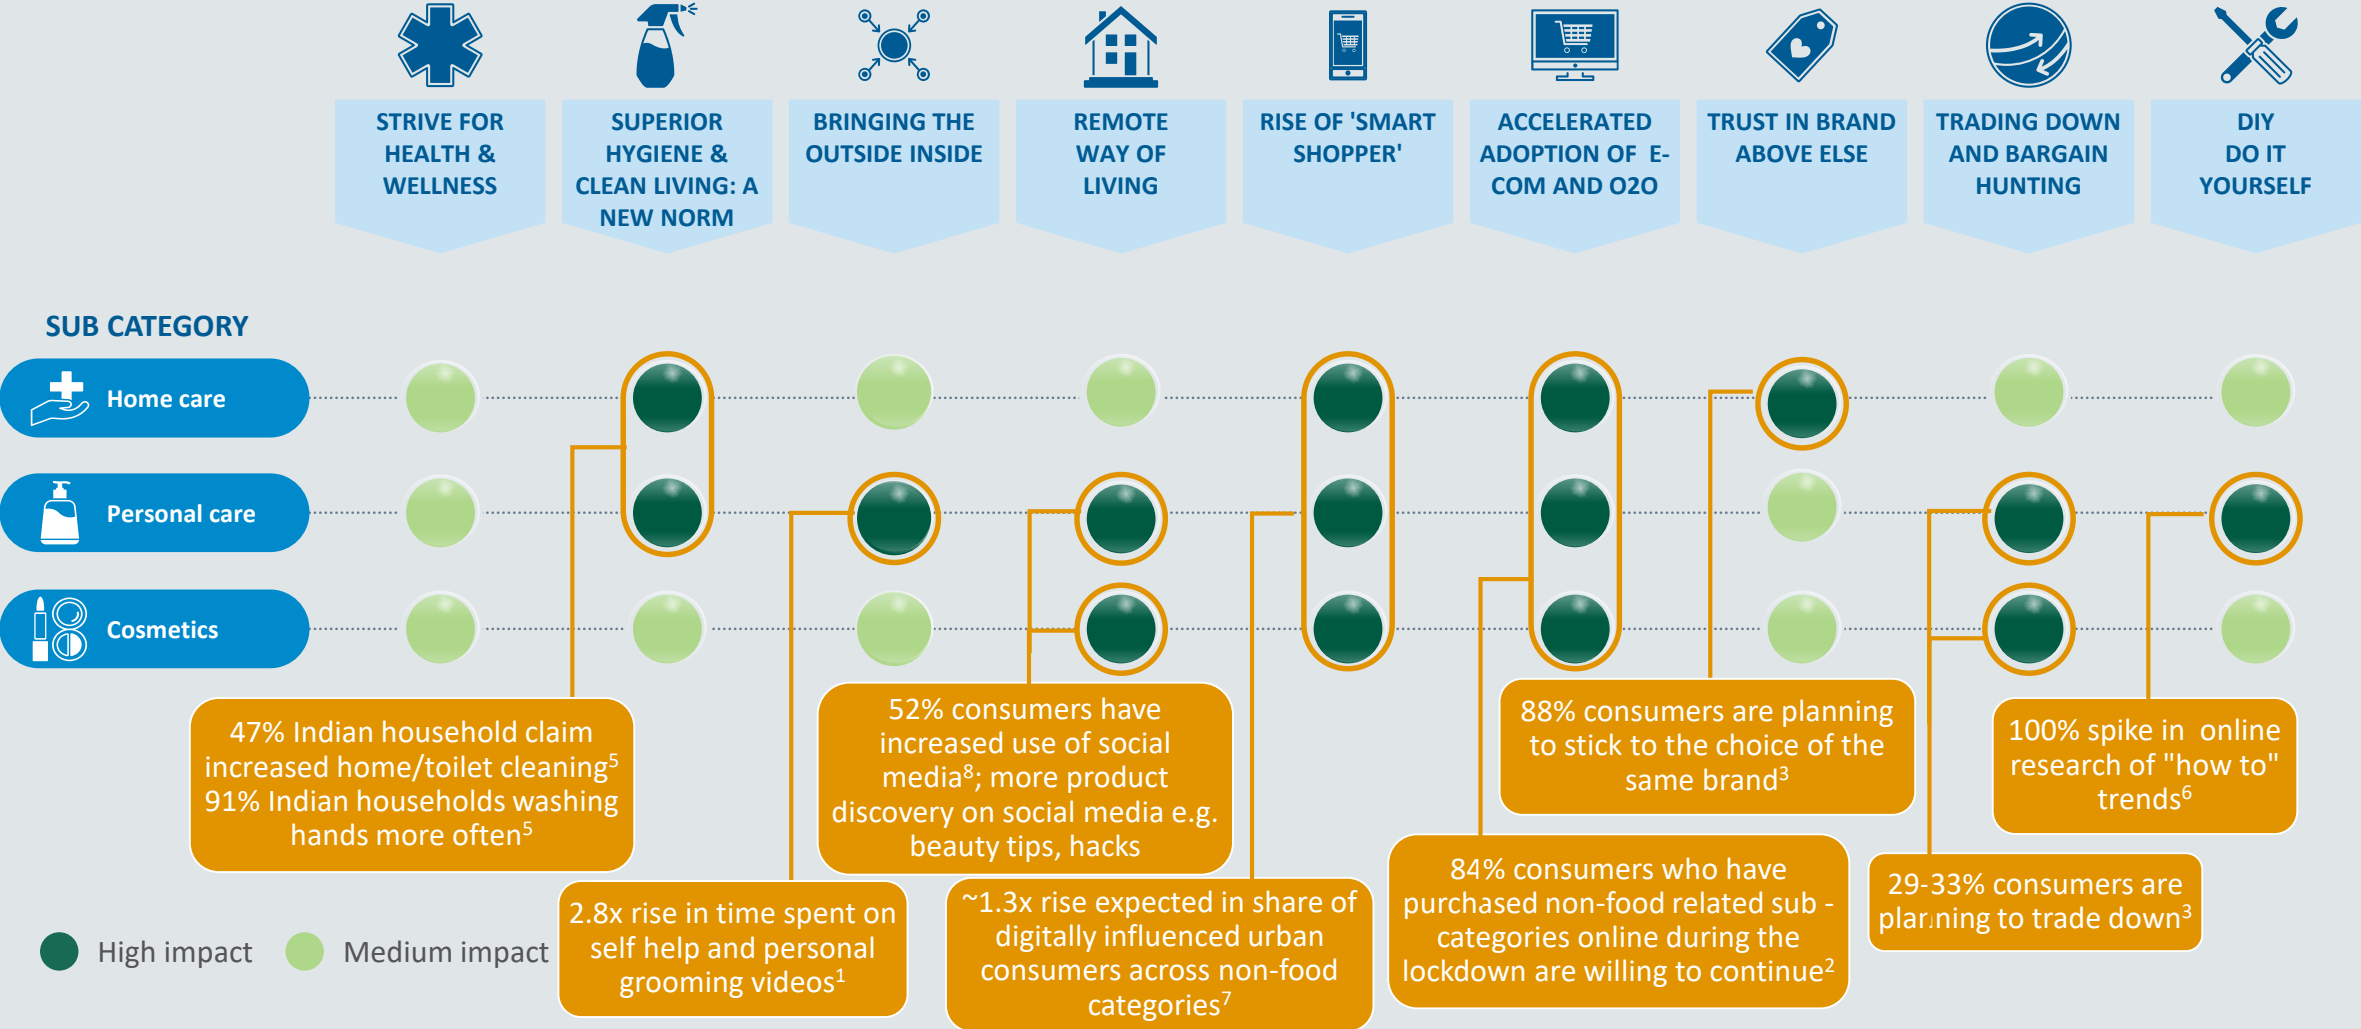 STRIVE FOR
HEALTH &
WELLNESS
SUPERIOR
HYGIENE &
CLEAN LIVING: A
NEW NORM
BRINGING THE
OUTSIDE INSIDE
REMOTE
WAY OF
LIVING
RISE OF 'SMART
SHOPPER'
ACCELERATED
ADOPTION OF E-
COM AND O2O
TRUST IN BRAND
ABOVE ELSE
TRADING DOWN
AND BARGAIN
HUNTING
DIY
DO IT
YOURSELF
SUB CATEGORY
Home care
Personal care
Cosmetics
47% Indian household claim
increased home/toilet cleaning⁵
91% Indian households washing
hands more often⁵
2.8x rise in time spent on
self help and personal
grooming videos¹
52% consumers have
increased use of social
media⁸; more product
discovery on social media e.g.
beauty tips, hacks
~1.3x rise expected in share of
digitally influenced urban
consumers across non-food
categories⁷
88% consumers are planning
to stick to the choice of the
same brand³
84% consumers who have
purchased non-food related sub -
categories online during the
lockdown are willing to continue²
100% spike in online
research of "how to"
trends⁶
29-33% consumers are
planning to trade down³
High impact
Medium impact